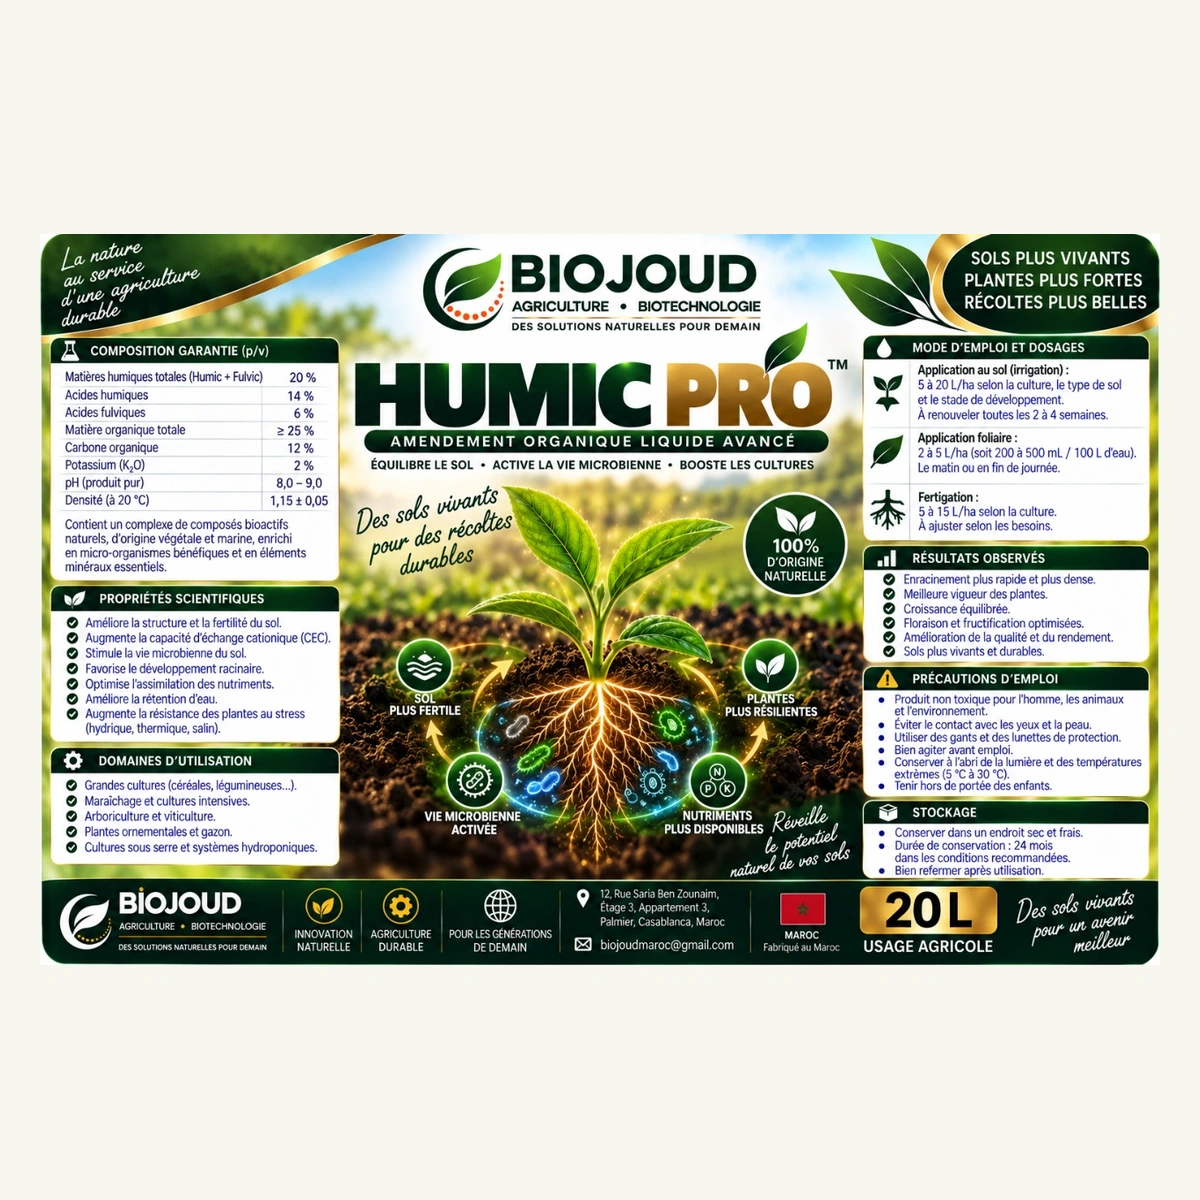 La nature
au service
d'une agriculture
durable
BIOJOUD
AGRICULTURE • BIOTECHNOLOGIE
DES SOLUTIONS NATURELLES POUR DEMAIN
SOLS PLUS VIVANTS
PLANTES PLUS FORTES
RÉCOLTES PLUS BELLES
COMPOSITION GARANTIE (p/v)
Matières humiques totales (Humic + Fulvic) 20 %
Acides humiques 14 %
Acides fulviques 6 %
Matière organique totale ≥ 25 %
Carbone organique 12 %
Potassium (K₂O) 2 %
pH (produit pur) 8,0 – 9,0
Densité (à 20 °C) 1,15 ± 0,05
Contient un complexe de composés bioactifs
naturels, d'origine végétale et marine, enrichi
en micro-organismes bénéfiques et en éléments
minéraux essentiels.
PROPRIÉTÉS SCIENTIFIQUES
Améliore la structure et la fertilité du sol.
Augmente la capacité d'échange cationique (CEC).
Stimule la vie microbienne du sol.
Favorise le développement racinaire.
Optimise l'assimilation des nutriments.
Améliore la rétention d'eau.
Augmente la résistance des plantes au stress
(hydrique, thermique, salin).
DOMAINES D'UTILISATION
Grandes cultures (céréales, légumineuses...).
Maraîchage et cultures intensives.
Arboriculture et viticulture.
Plantes ornementales et gazon.
Cultures sous serre et systèmes hydroponiques.
HUMIC PRO™
AMENDEMENT ORGANIQUE LIQUIDE AVANCÉ
ÉQUILIBRE LE SOL • ACTIVE LA VIE MICROBIENNE • BOOSTE LES CULTURES
Des sols vivants
pour des récoltes
durables
100%
D'ORIGINE
NATURELLE
SOL
PLUS FERTILE
PLANTES
PLUS RÉSILIENTES
VIE MICROBIENNE
ACTIVÉE
N
P K
NUTRIMENTS
PLUS DISPONIBLES
Réveille
le potentiel
naturel de vos sols
MODE D'EMPLOI ET DOSAGES
Application au sol (irrigation) :
5 à 20 L/ha selon la culture, le type de sol
et le stade de développement.
À renouveler toutes les 2 à 4 semaines.
Application foliaire :
2 à 5 L/ha (soit 200 à 500 mL / 100 L d'eau).
Le matin ou en fin de journée.
Fertigation :
5 à 15 L/ha selon la culture.
À ajuster selon les besoins.
RÉSULTATS OBSERVÉS
Enracinement plus rapide et plus dense.
Meilleure vigueur des plantes.
Croissance équilibrée.
Floraison et fructification optimisées.
Amélioration de la qualité et du rendement.
Sols plus vivants et durables.
PRÉCAUTIONS D'EMPLOI
• Produit non toxique pour l'homme, les animaux
et l'environnement.
• Éviter le contact avec les yeux et la peau.
• Utiliser des gants et des lunettes de protection.
• Bien agiter avant emploi.
• Conserver à l'abri de la lumière et des températures
extrêmes (5 °C à 30 °C).
• Tenir hors de portée des enfants.
STOCKAGE
• Conserver dans un endroit sec et frais.
• Durée de conservation : 24 mois
dans les conditions recommandées.
• Bien refermer après utilisation.
BIOJOUD
AGRICULTURE • BIOTECHNOLOGIE
DES SOLUTIONS NATURELLES POUR DEMAIN
INNOVATION
NATURELLE
AGRICULTURE
DURABLE
POUR LES GÉNÉRATIONS
DE DEMAIN
12, Rue Saria Ben Zounaim,
Étage 3, Appartement 3,
Palmier, Casablanca, Maroc
biojoudmaroc@gmail.com
MAROC
Fabriqué au Maroc
20 L
USAGE AGRICOLE
Des sols vivants
pour un avenir
meilleur